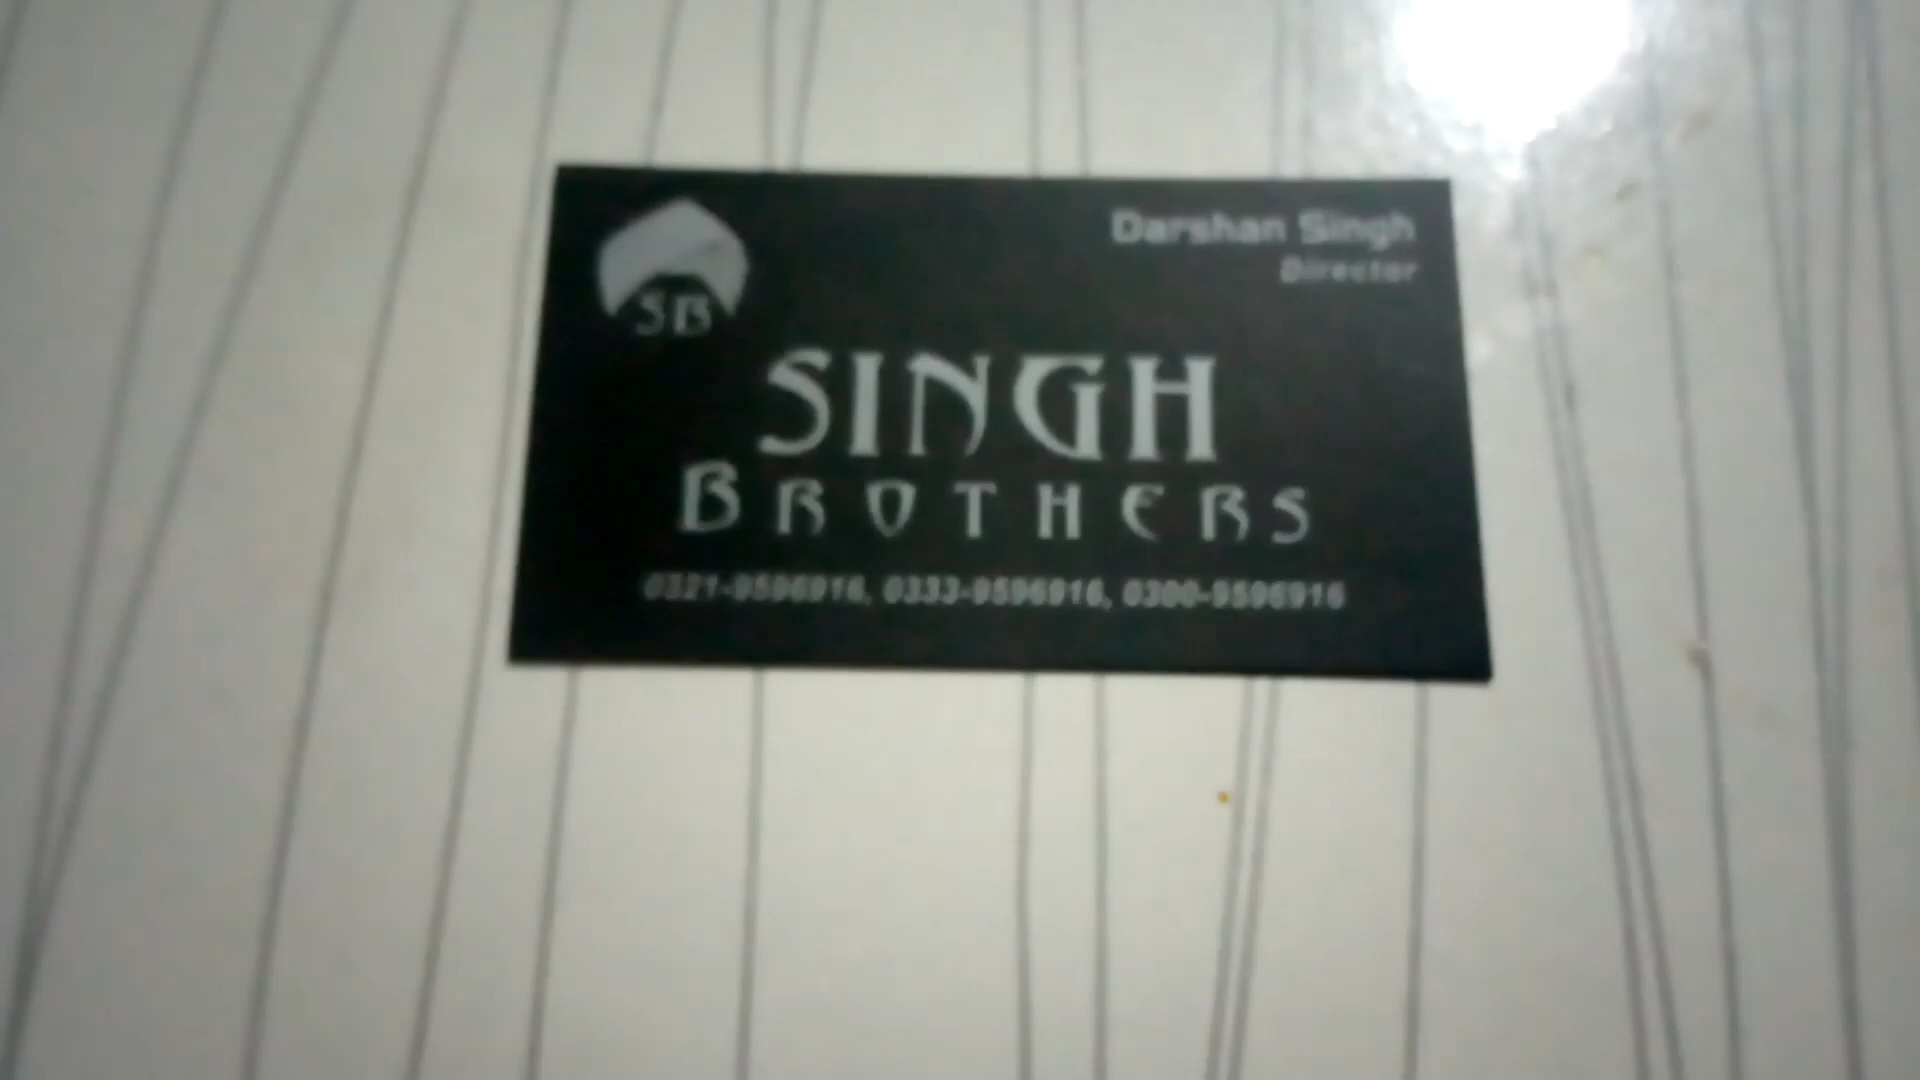 SB
Darshan Singh
Director
SINGH
BROTHERS
0321-9596916, 0333-9596916, 0300-9596916